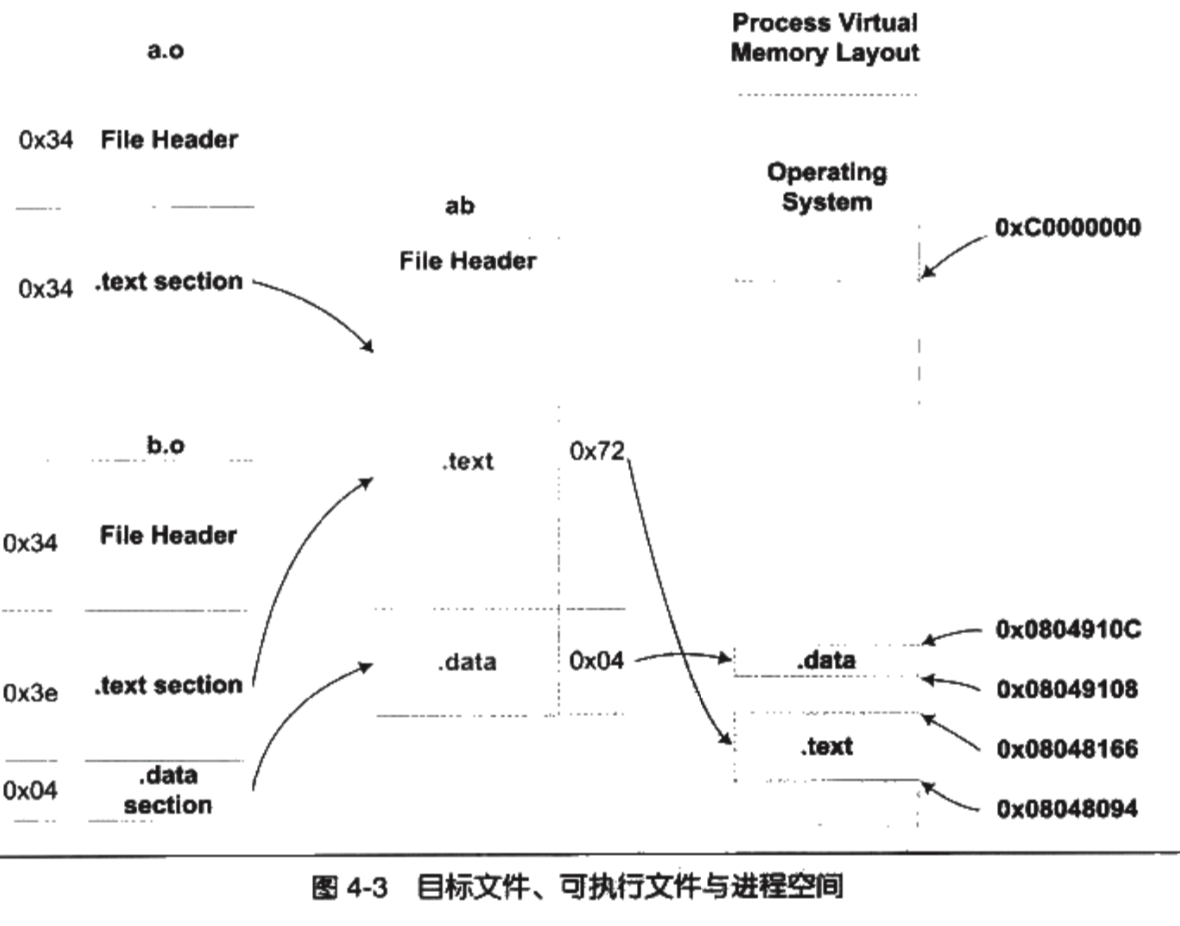 a.o
0x34 File Header
0x34 .text section
b.o
0x34 File Header
0x3e .text section
0x04 .data
section
ab
File Header
.text 0x72
.data 0x04
Process Virtual
Memory Layout
Operating
System
0xC0000000
.data
.text
0x0804910C
0x08049108
0x08048166
0x08048094
图 4-3 目标文件、可执行文件与进程空间